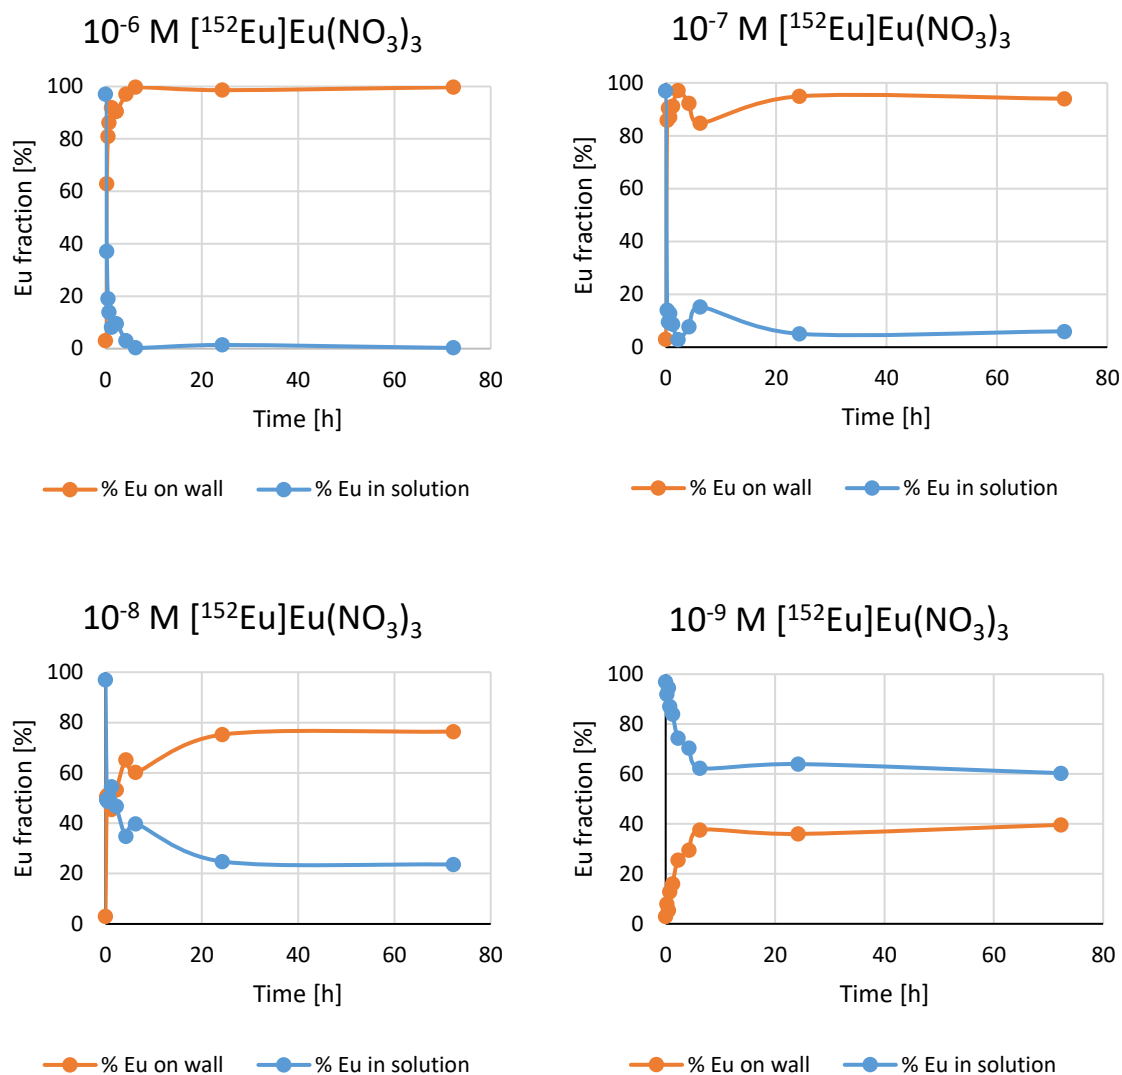 10⁻⁶ M [¹⁵²Eu]Eu(NO₃)₃
Eu fraction [%]
100
80
60
40
20
0
0 20 40 60 80
Time [h]
% Eu on wall % Eu in solution
10⁻⁷ M [¹⁵²Eu]Eu(NO₃)₃
Eu fraction [%]
100
80
60
40
20
0
0 20 40 60 80
Time [h]
% Eu on wall % Eu in solution
10⁻⁸ M [¹⁵²Eu]Eu(NO₃)₃
Eu fraction [%]
100
80
60
40
20
0
0 20 40 60 80
Time [h]
% Eu on wall % Eu in solution
10⁻⁹ M [¹⁵²Eu]Eu(NO₃)₃
Eu fraction [%]
100
80
60
40
20
0
0 20 40 60 80
Time [h]
% Eu on wall % Eu in solution